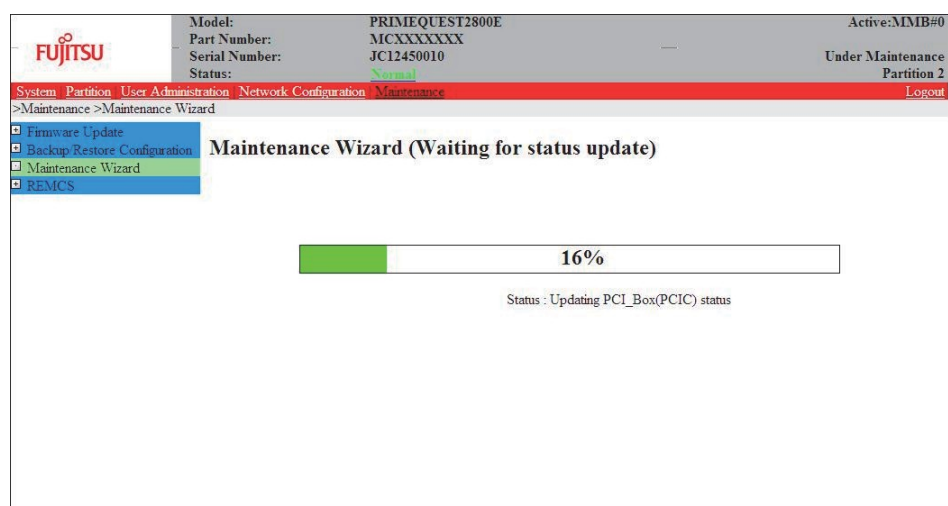 FUJITSU
Model: PRIMEQUEST2800E Active:MMB#0
Part Number: MCXXXXXXX
Serial Number: JC12450010 Under Maintenance
Status: Normal Partition 2
System | Partition | User Administration | Network Configuration | Maintenance Logout
>Maintenance >Maintenance Wizard
Firmware Update
Backup/Restore Configuration
Maintenance Wizard
REMCS
Maintenance Wizard (Waiting for status update)
16%
Status : Updating PCI_Box(PCIC) status